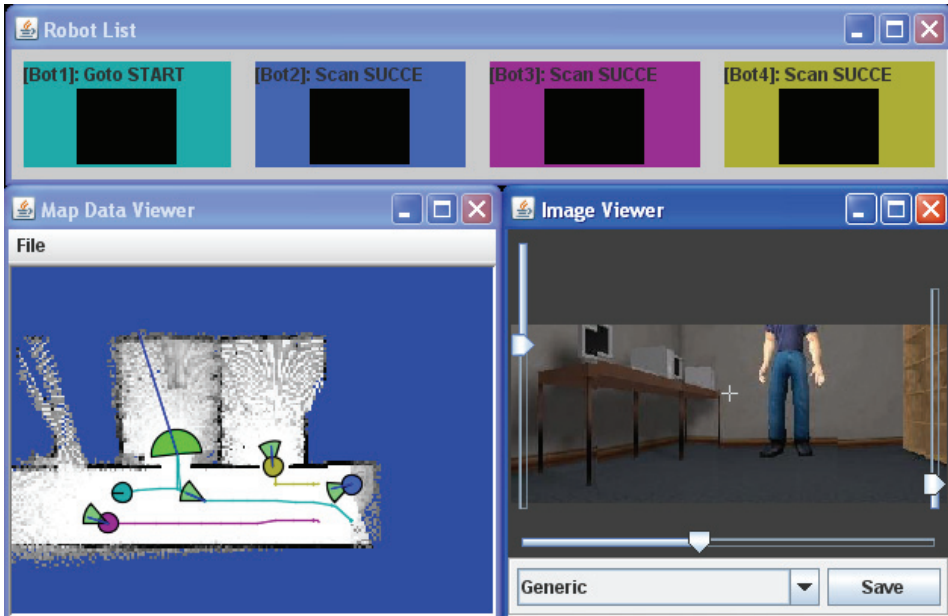 Robot List
[Bot1]: Goto START
[Bot2]: Scan SUCCE
[Bot3]: Scan SUCCE
[Bot4]: Scan SUCCE
Map Data Viewer
File
Image Viewer
Generic
Save